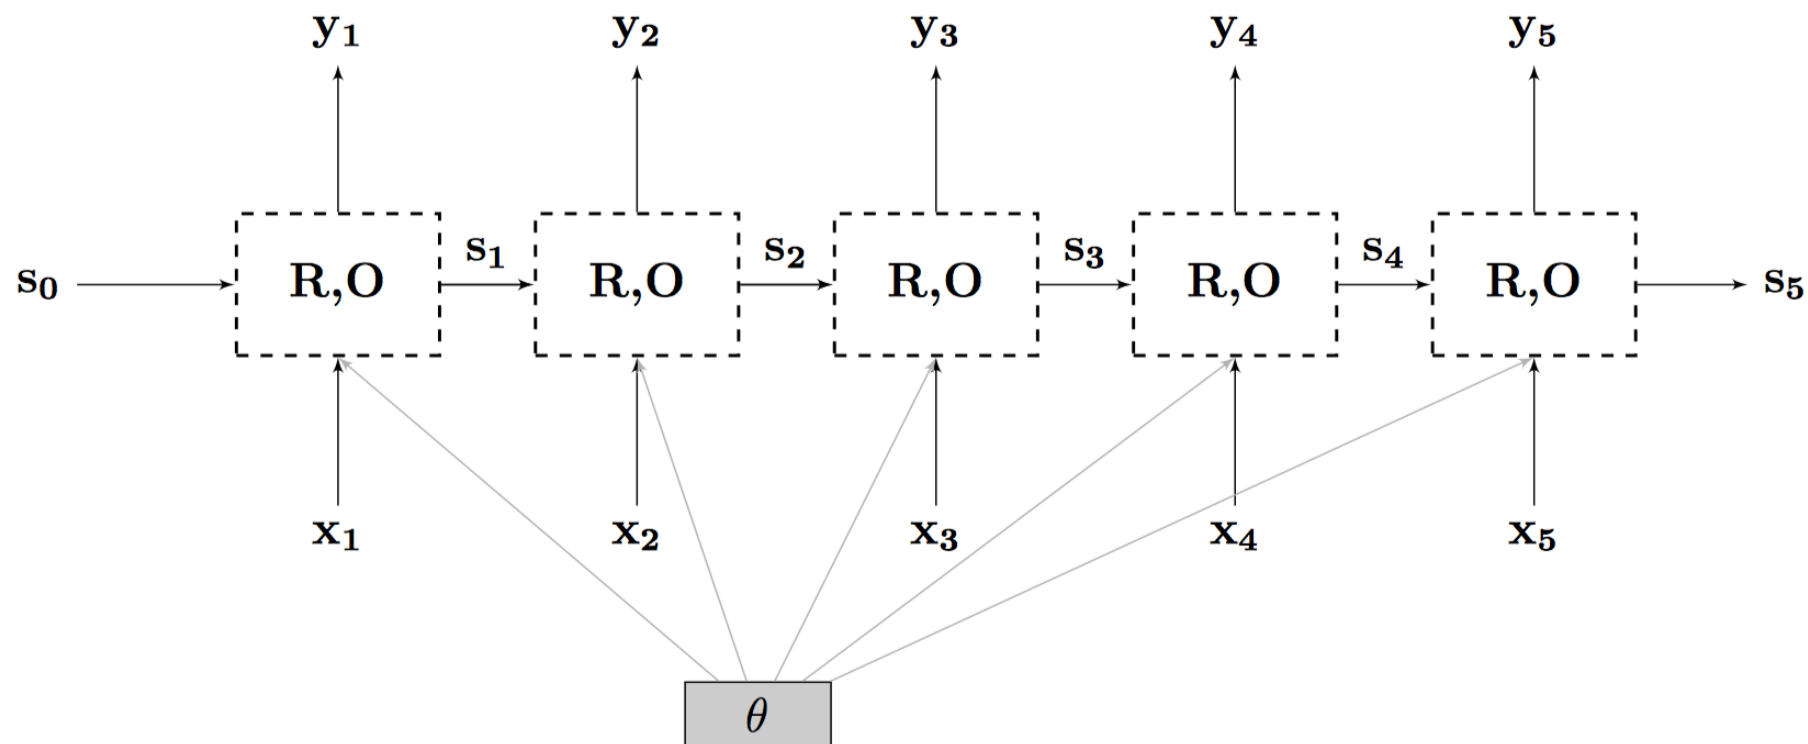 y₁ y₂ y₃ y₄ y₅
s₁ s₂ s₃ s₄
s₀ R,O R,O R,O R,O R,O s₅
x₁ x₂ x₃ x₄ x₅
θ